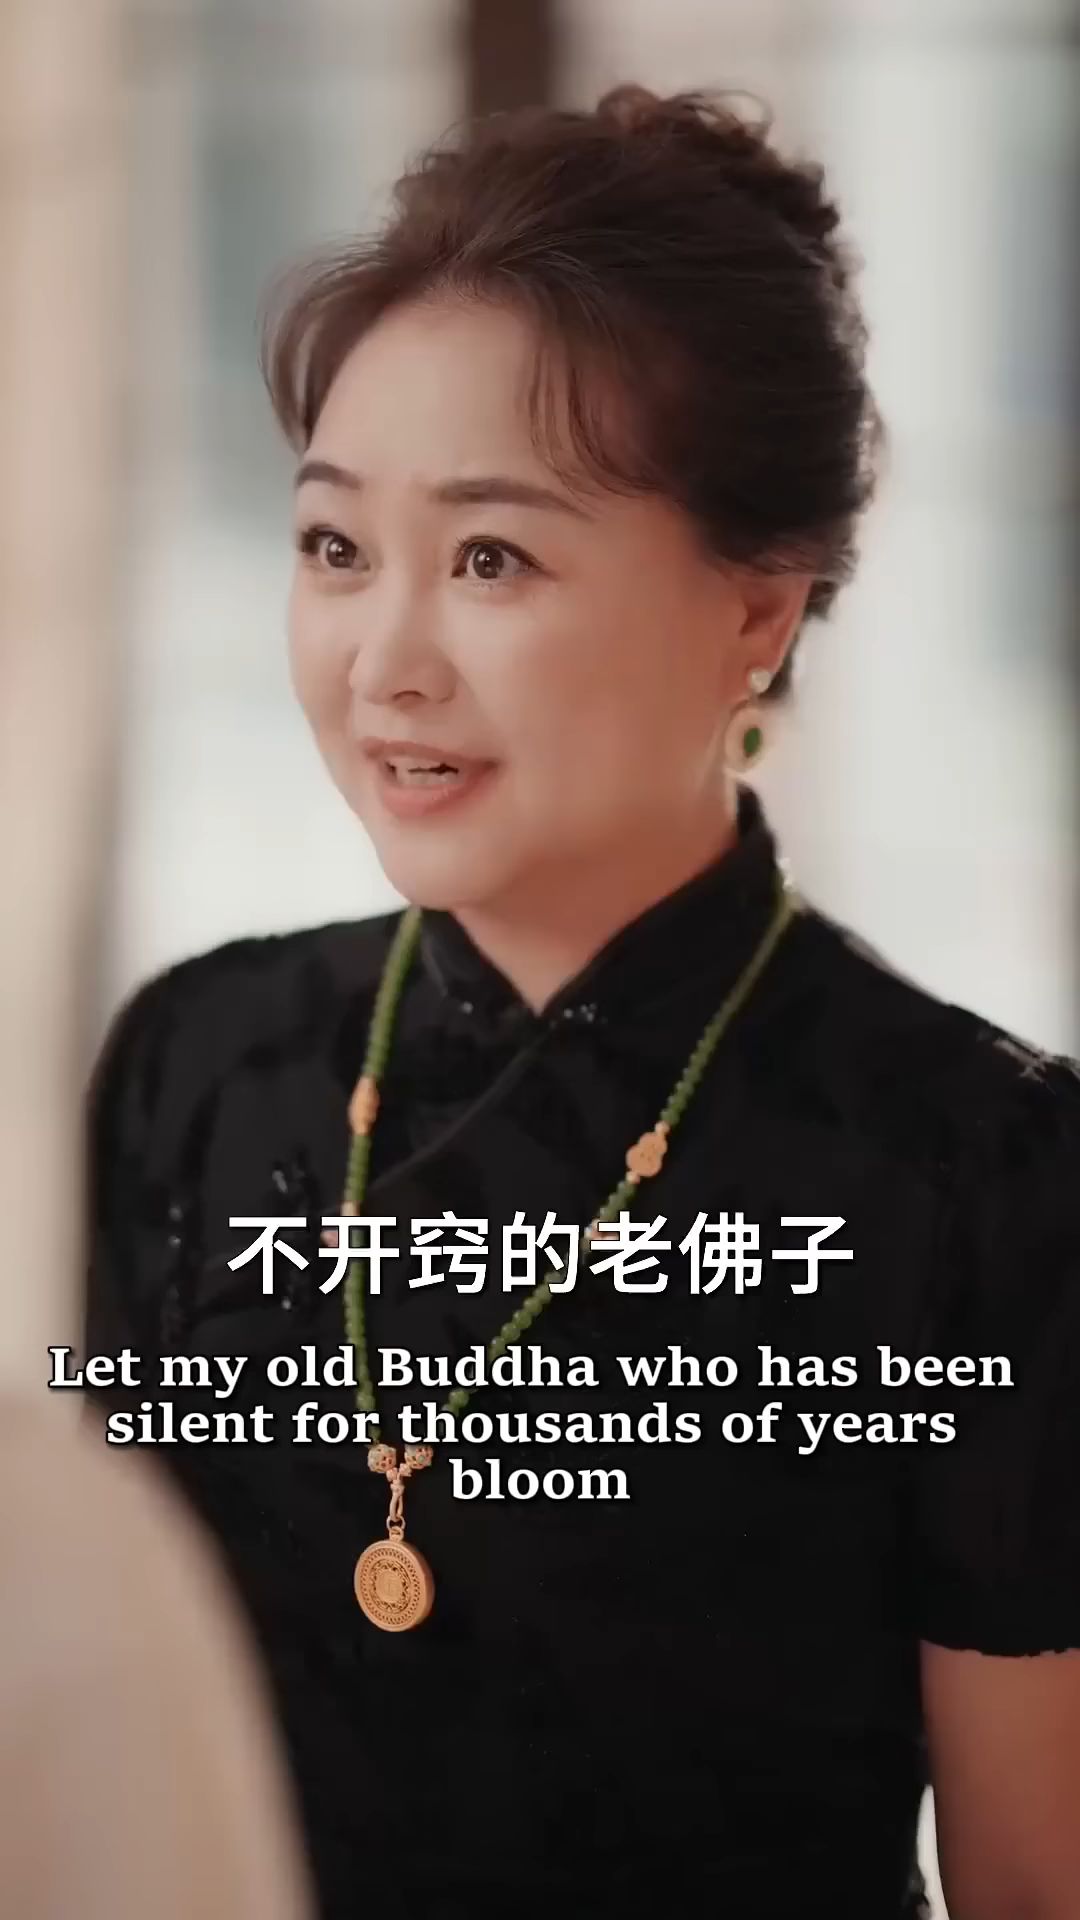 不开窍的老佛子
Let my old Buddha who has been
silent for thousands of years
bloom